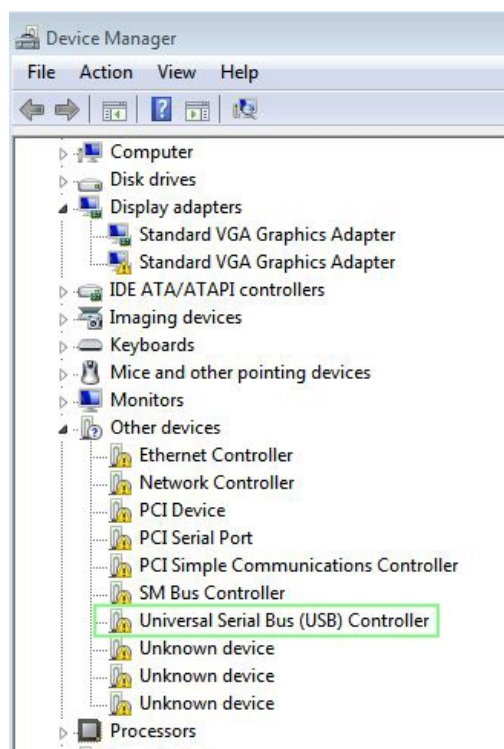 Device Manager
File Action View Help
Computer
Disk drives
Display adapters
Standard VGA Graphics Adapter
Standard VGA Graphics Adapter
IDE ATA/ATAPI controllers
Imaging devices
Keyboards
Mice and other pointing devices
Monitors
Other devices
Ethernet Controller
Network Controller
PCI Device
PCI Serial Port
PCI Simple Communications Controller
SM Bus Controller
Universal Serial Bus (USB) Controller
Unknown device
Unknown device
Unknown device
Processors